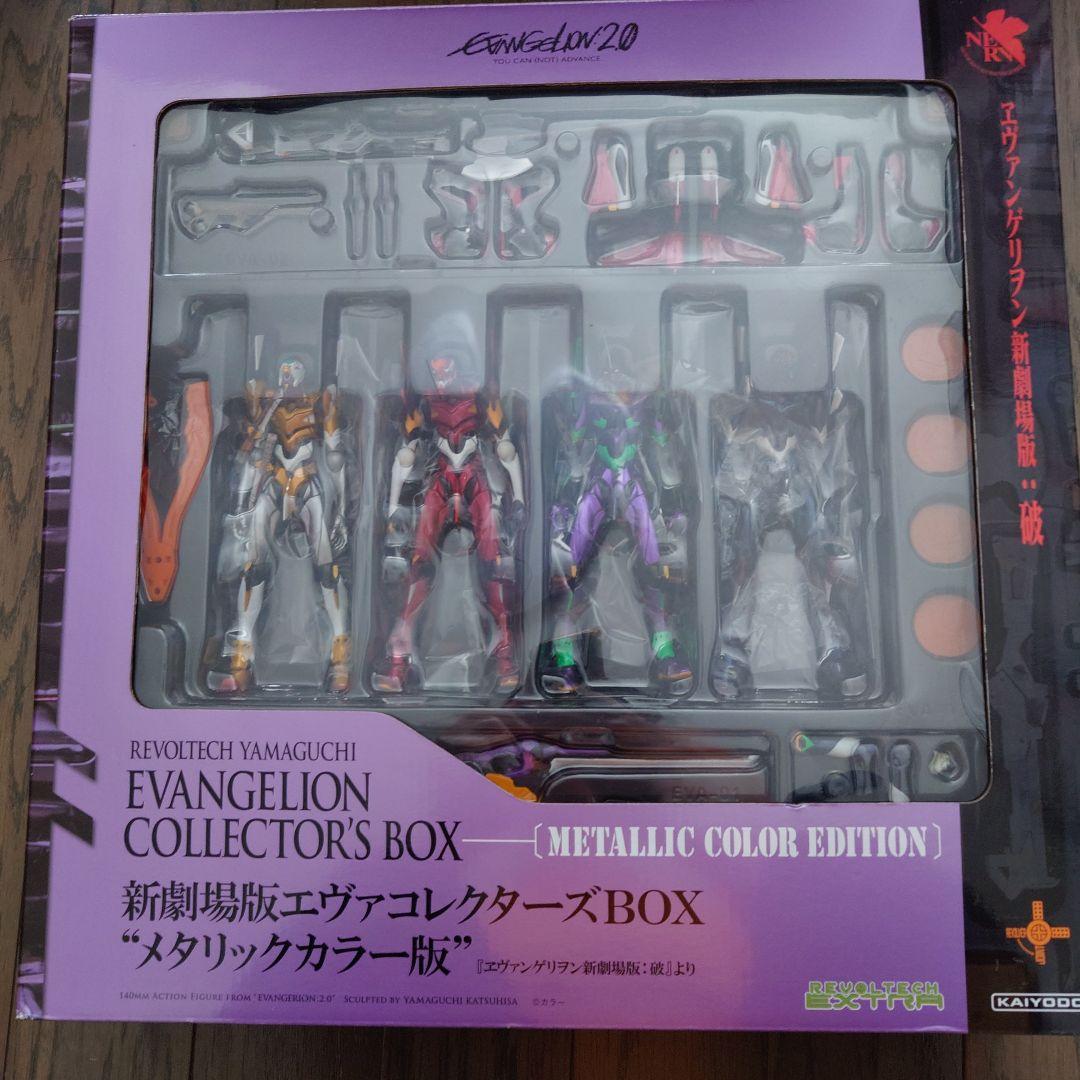 EVANGELION:2.0
YOU CAN (NOT) ADVANCE.
NERV
ヱヴァンゲリヲン新劇場版:破
EVA-01
REVOLTECH YAMAGUCHI
EVANGELION
COLLECTOR'S BOX
[METALLIC COLOR EDITION]
新劇場版エヴァコレクターズBOX
“メタリックカラー版”
『ヱヴァンゲリヲン新劇場版:破』より
140MM ACTION FIGURE FROM "EVANGERION:2.0" SCULPTED BY YAMAGUCHI KATSUHISA ©カラー
REVOLTECH
EXTRA
KAIYODO